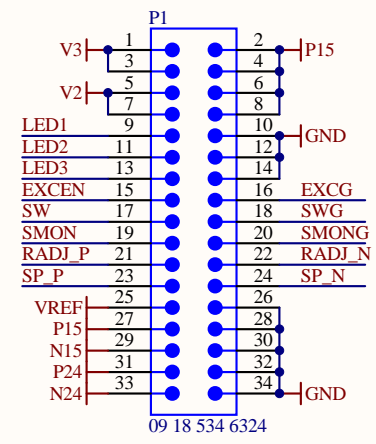 P1
V3 1 2 P15
3 4
V2 5 6
7 8
LED1 9 10 GND
LED2 11 12
LED3 13 14
EXCEN 15 16 EXCG
SW 17 18 SWG
SMON 19 20 SMONG
RADJ_P 21 22 RADJ_N
SP_P 23 24 SP_N
VREF 25 26
P15 27 28
N15 29 30
P24 31 32
N24 33 34 GND
09 18 534 6324